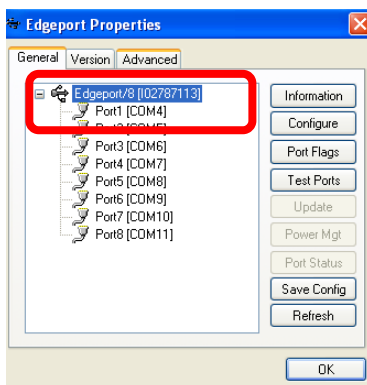 Edgeport Properties
General Version Advanced
Edgeport/8 [I02787113]
Port1 [COM4]
Port3 [COM6]
Port4 [COM7]
Port5 [COM8]
Port6 [COM9]
Port7 [COM10]
Port8 [COM11]
Information
Configure
Port Flags
Test Ports
Update
Power Mgt
Port Status
Save Config
Refresh
OK